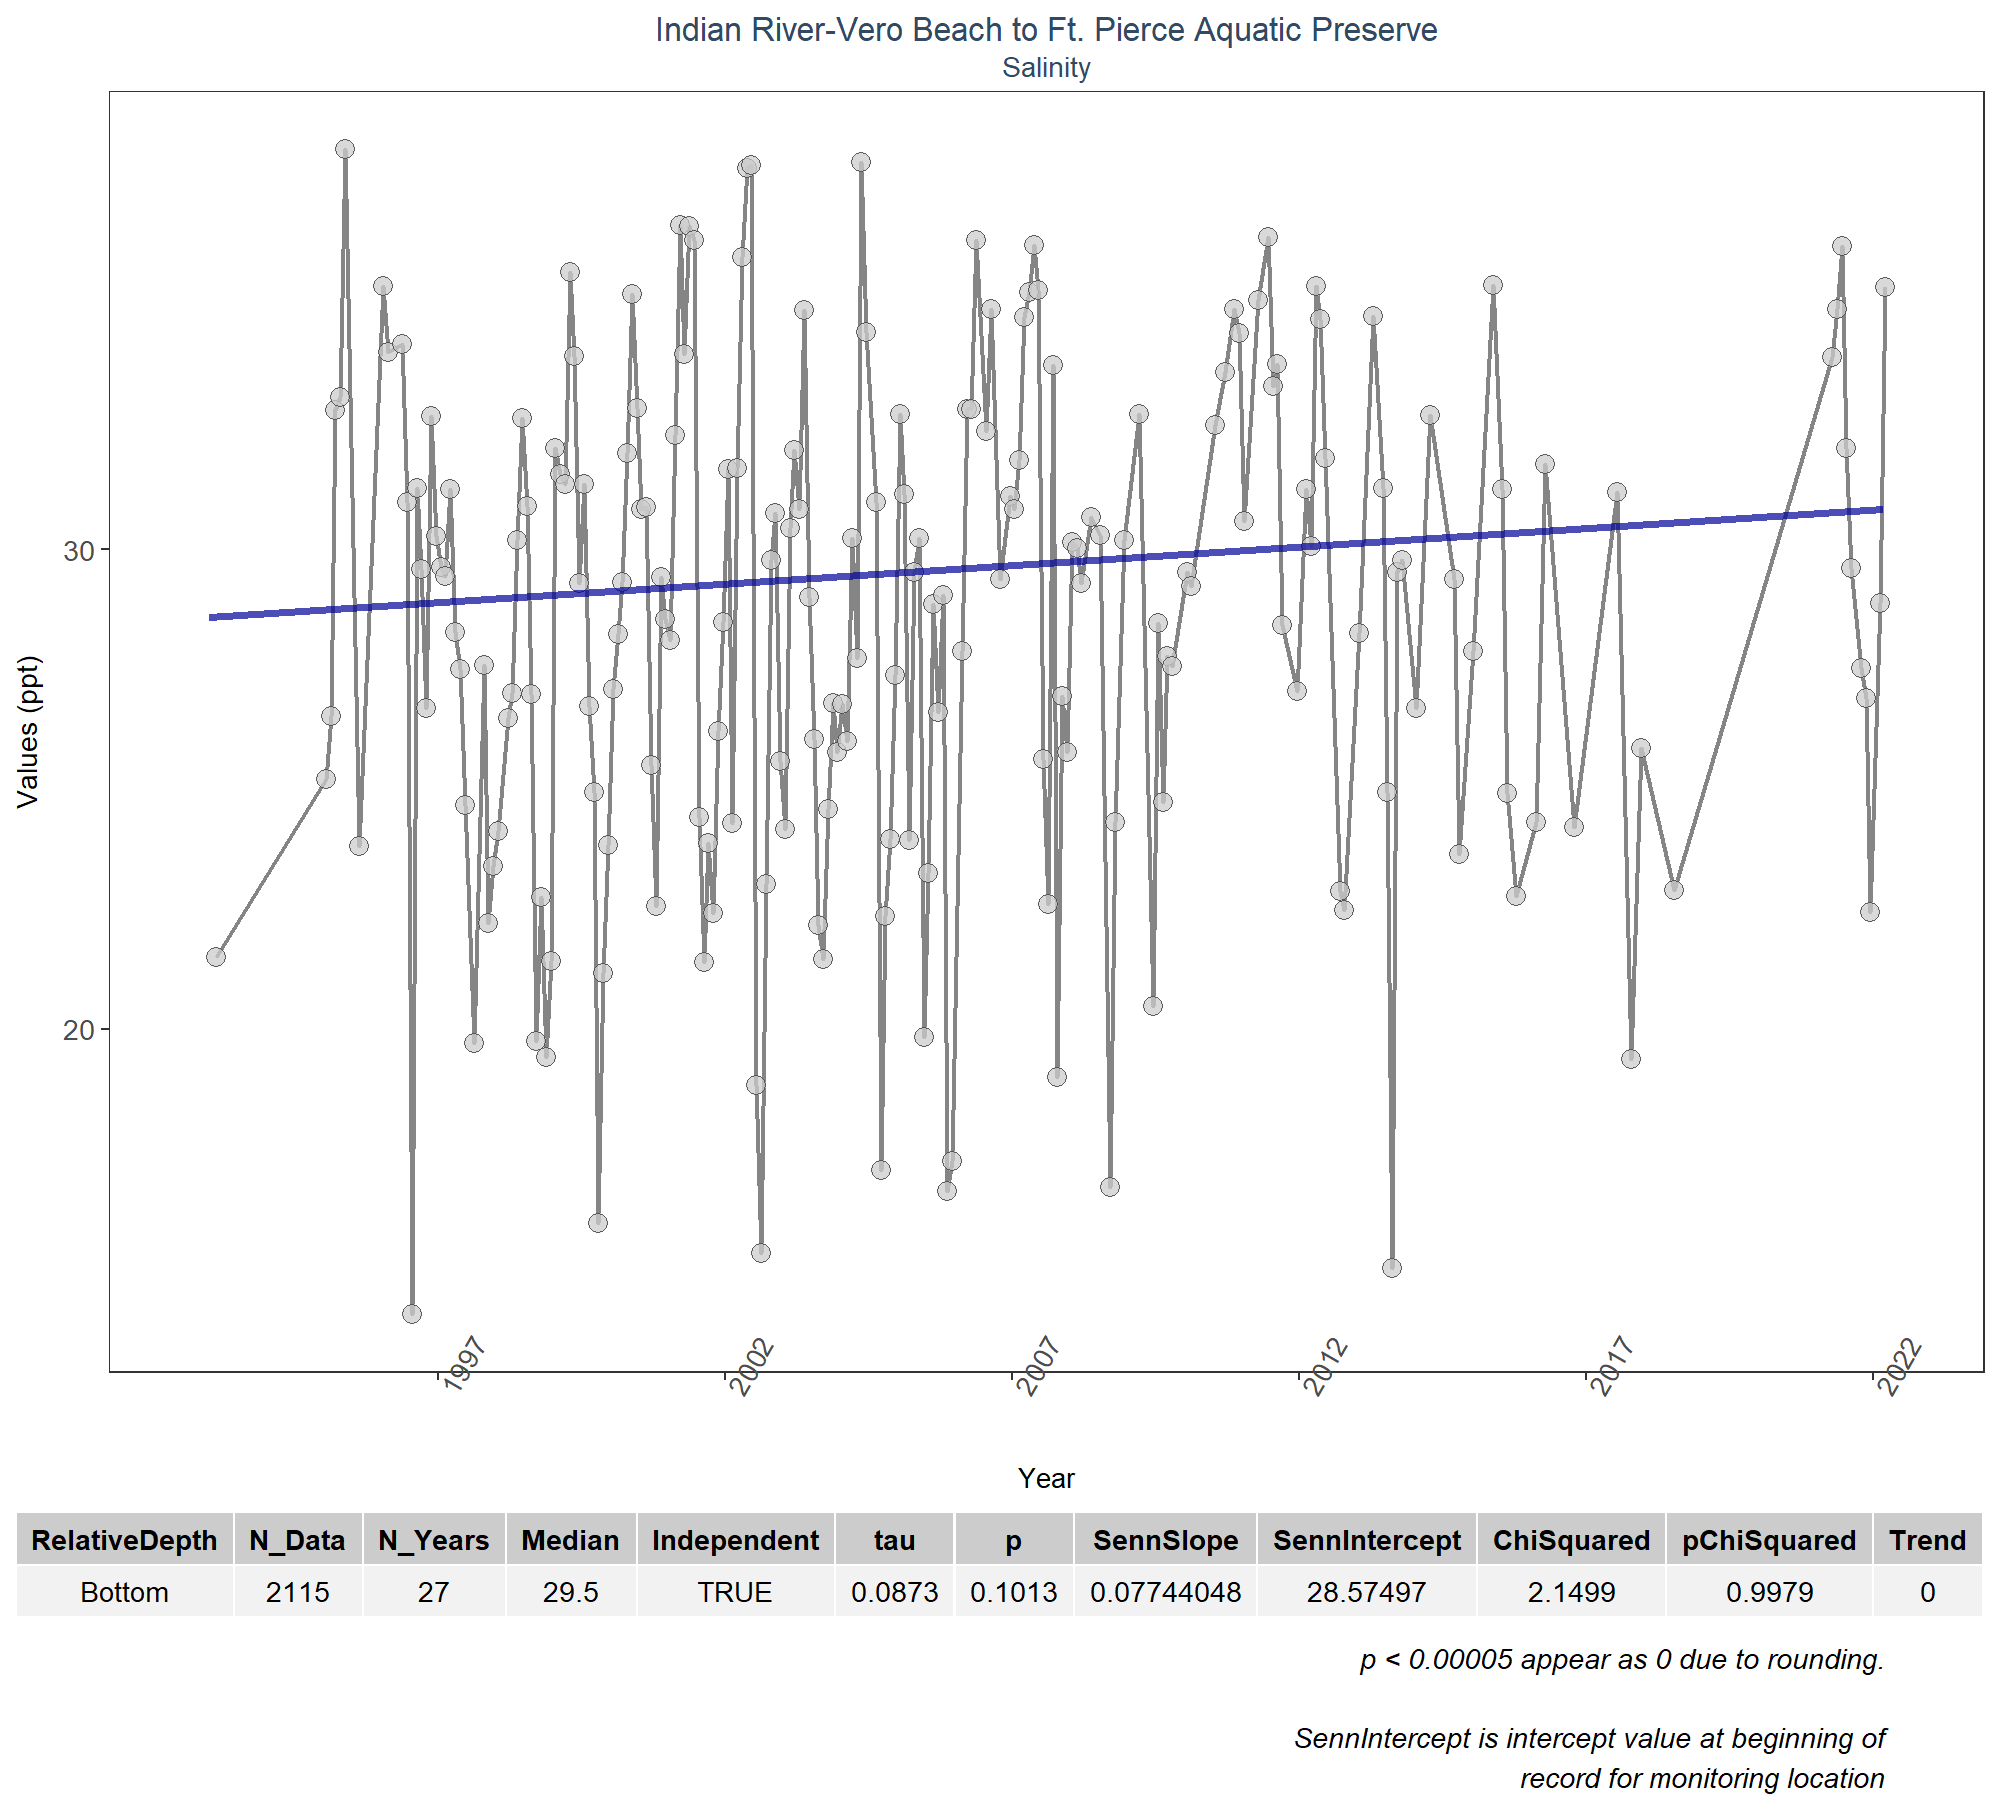 Indian River-Vero Beach to Ft. Pierce Aquatic Preserve
Salinity
Values (ppt)
30
20
1997 2002 2007 2012 2017 2022
Year
RelativeDepth N_Data N_Years Median Independent tau p SennSlope SennIntercept ChiSquared pChiSquared Trend
Bottom 2115 27 29.5 TRUE 0.0873 0.1013 0.07744048 28.57497 2.1499 0.9979 0
p < 0.00005 appear as 0 due to rounding.
SennIntercept is intercept value at beginning of
record for monitoring location